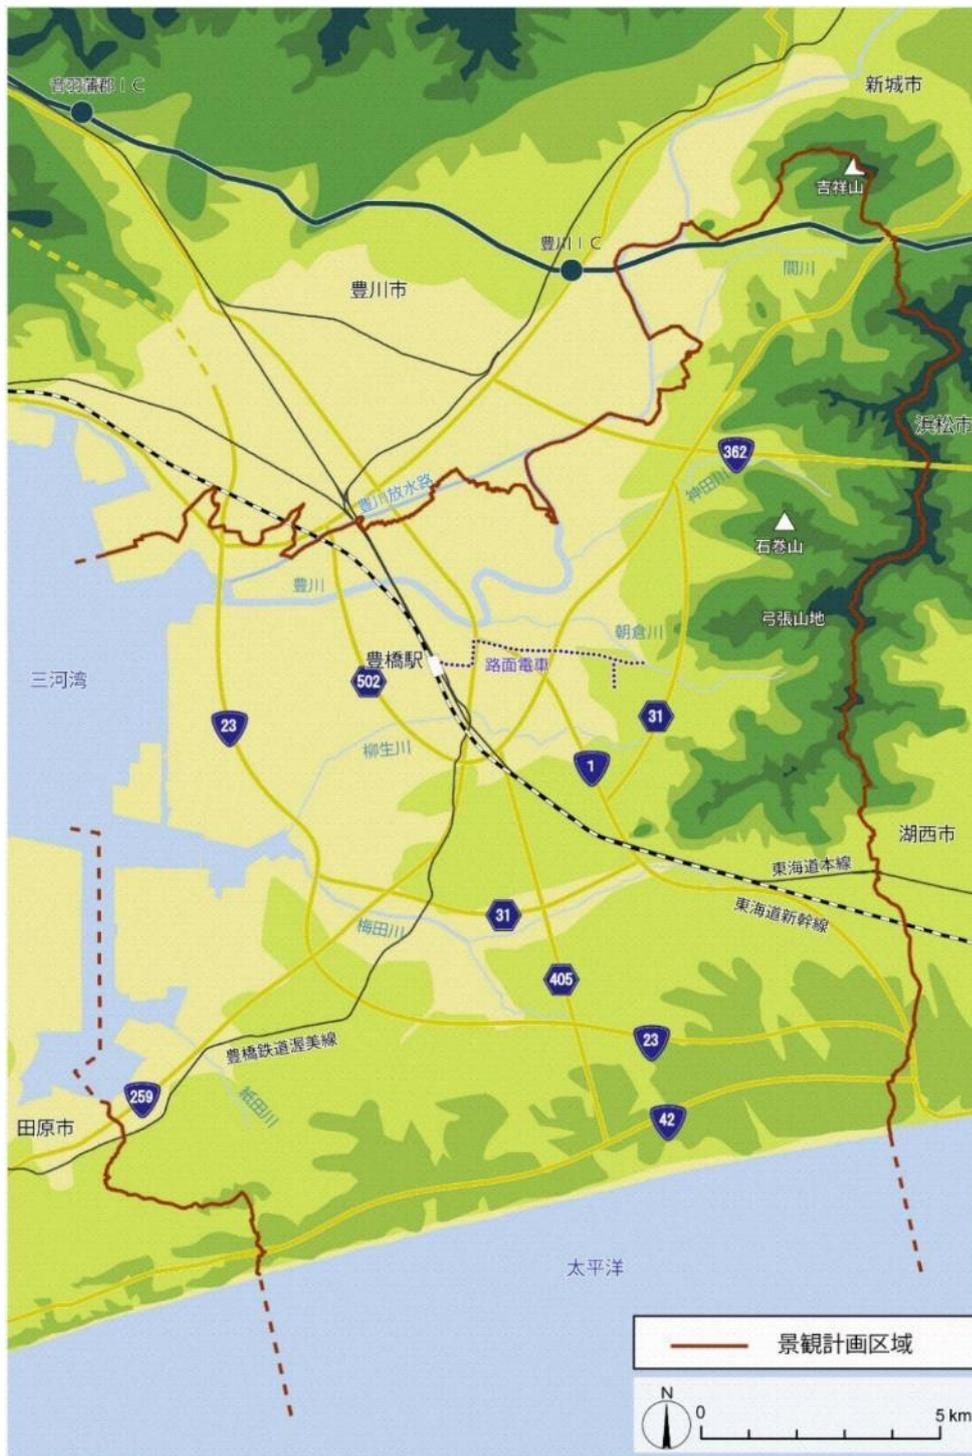 音羽蒲郡ＩＣ
新城市
吉祥山
豊川ＩＣ
間川
豊川市
浜松市
362
豊川放水路
神田川
石巻山
豊川
弓張山地
朝倉川
豊橋駅
路面電車
三河湾
502
31
23
柳生川
1
湖西市
東海道本線
東海道新幹線
31
梅田川
405
23
豊橋鉄道渥美線
259
紙田川
42
田原市
太平洋
景観計画区域
N
0
5 km